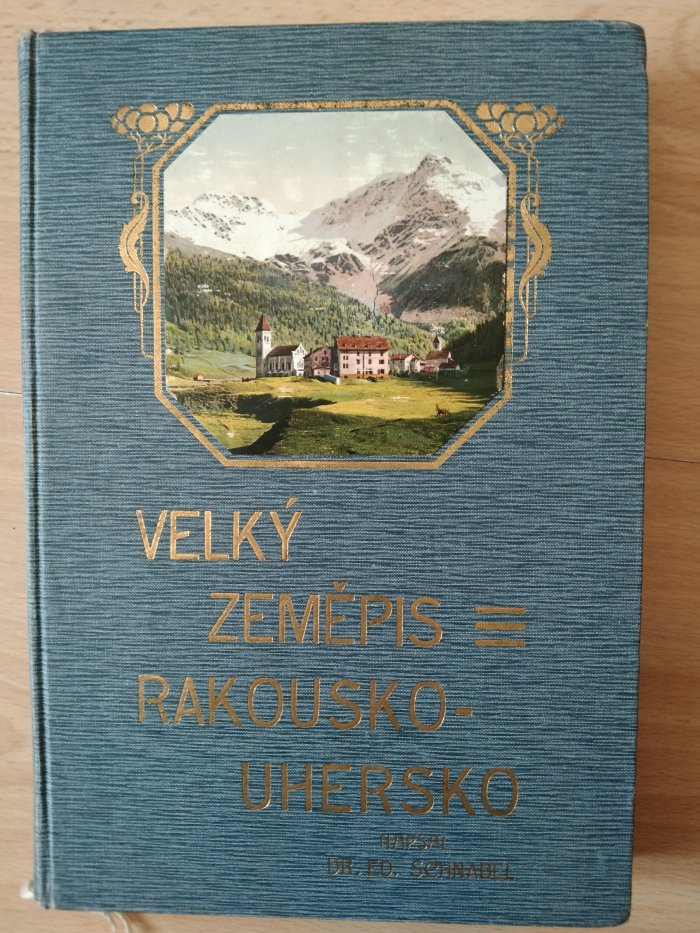 VELKÝ
ZEMĚPIS
RAKOUSKO-
UHERSKO
NAPSAL
DR. ED. SCHNABEL